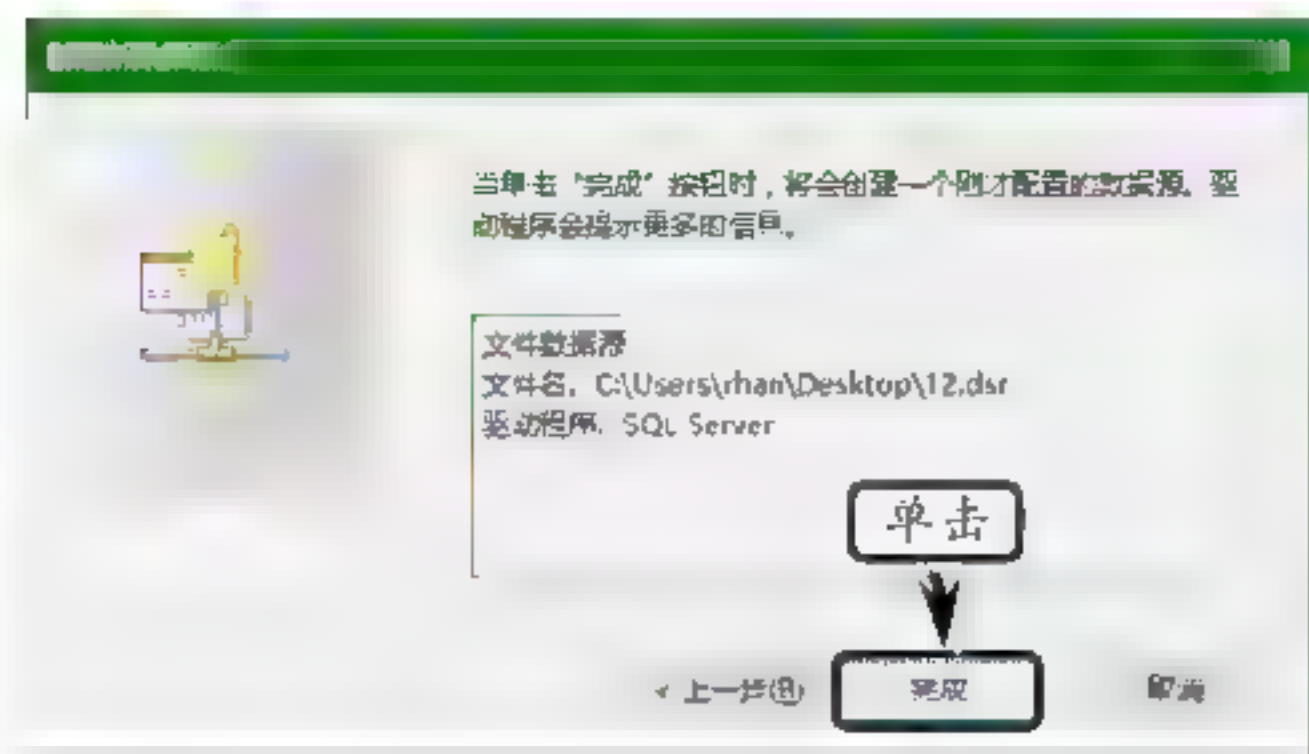 当单击“完成”按钮时，将会创建一个刚才配置的数据源。驱
动程序会提示更多的信息。
文件数据源
文件名: C:\Users\rhan\Desktop\12.dsr
驱动程序: SQL Server
单击
< 上一步(B)
完成
取消